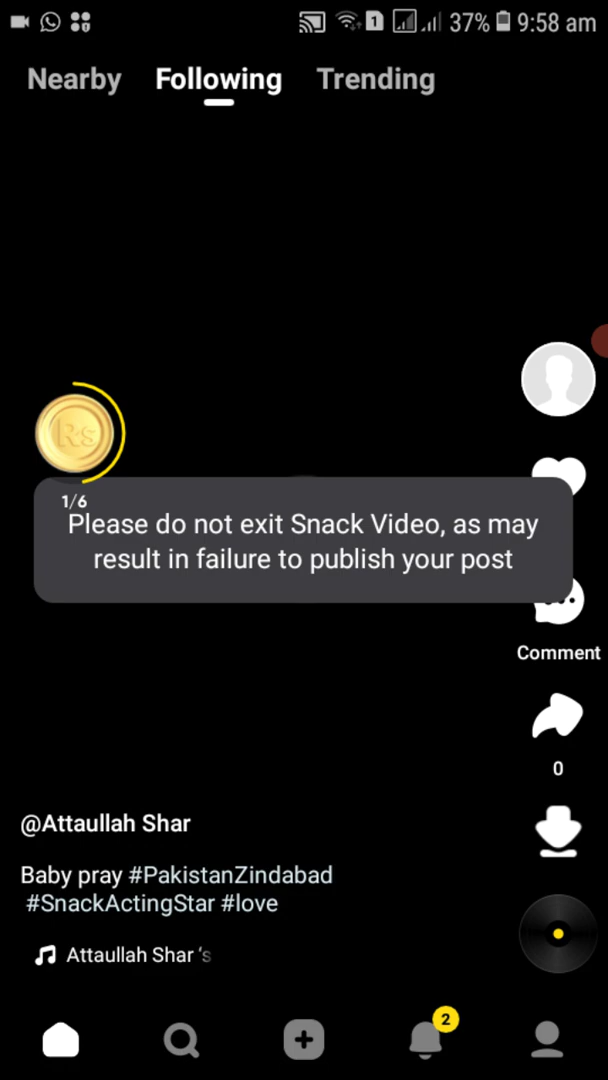 1 37% 9:58 am
Nearby Following Trending
Rs
1/6
Please do not exit Snack Video, as may
result in failure to publish your post
Comment
0
@Attaullah Shar
Baby pray #PakistanZindabad
#SnackActingStar #love
Attaullah Shar 's
2